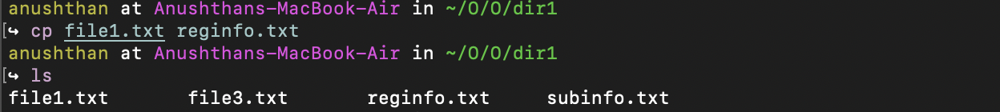 anushthan at Anushthans-MacBook-Air in ~/O/O/dir1
[↪ cp file1.txt reginfo.txt
anushthan at Anushthans-MacBook-Air in ~/O/O/dir1
[↪ ls
file1.txt file3.txt reginfo.txt subinfo.txt